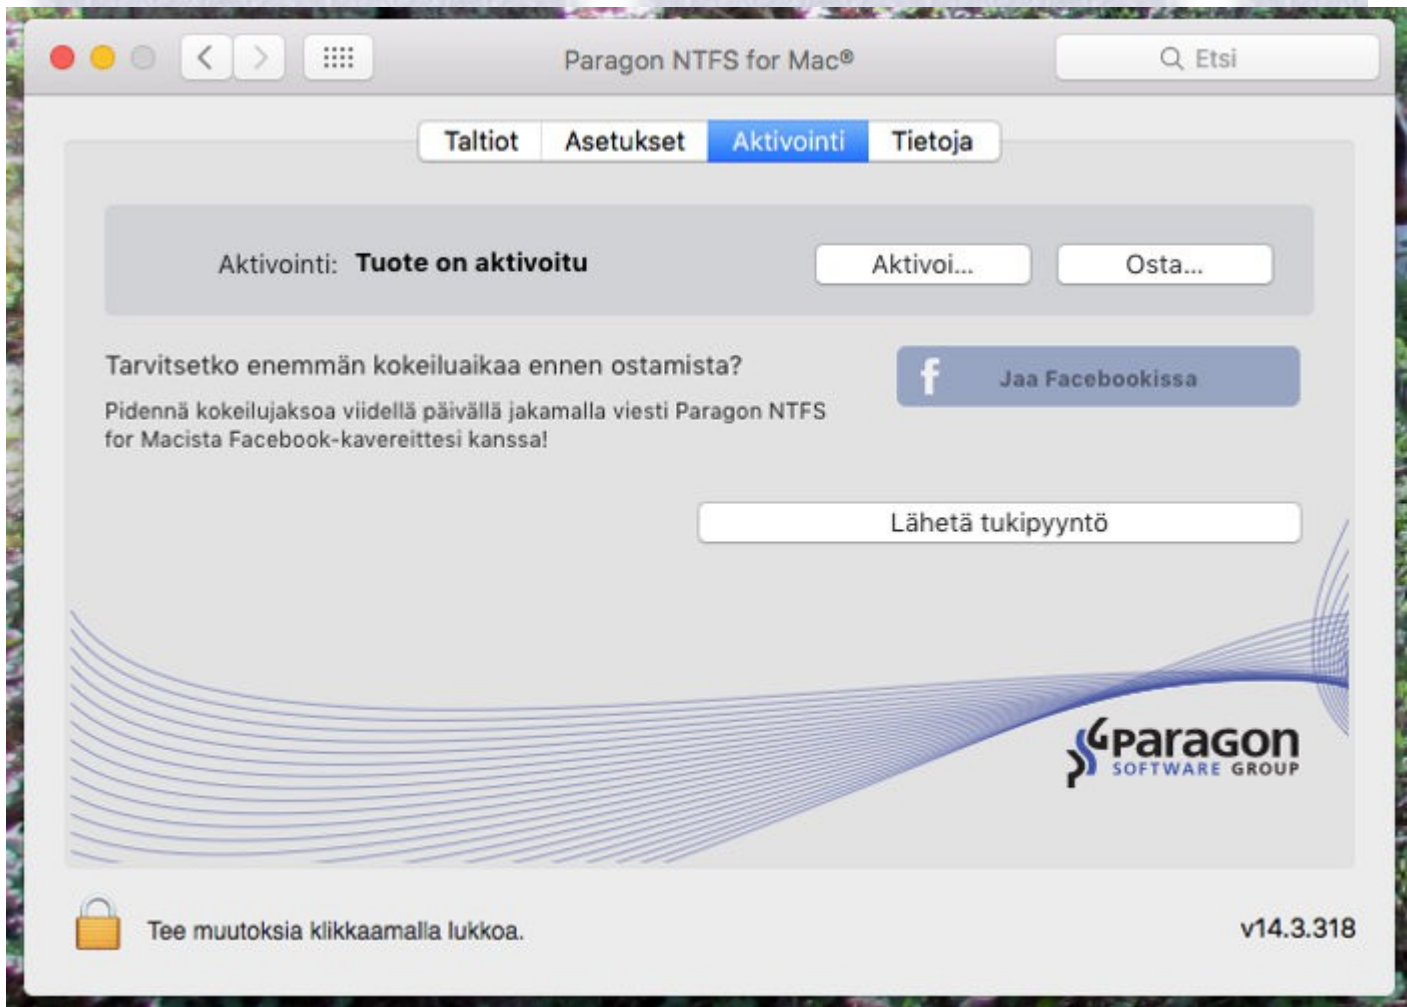 Paragon NTFS for Mac®
Etsi
Taltiot
Asetukset
Aktivointi
Tietoja
Aktivointi: Tuote on aktivoitu
Aktivoi...
Osta...
Tarvitsetko enemmän kokeiluaikaa ennen ostamista?
Pidennä kokeilujaksoa viidellä päivällä jakamalla viesti Paragon NTFS
for Macista Facebook-kavereittesi kanssa!
f Jaa Facebookissa
Lähetä tukipyyntö
paragon
SOFTWARE GROUP
Tee muutoksia klikkaamalla lukkoa.
v14.3.318